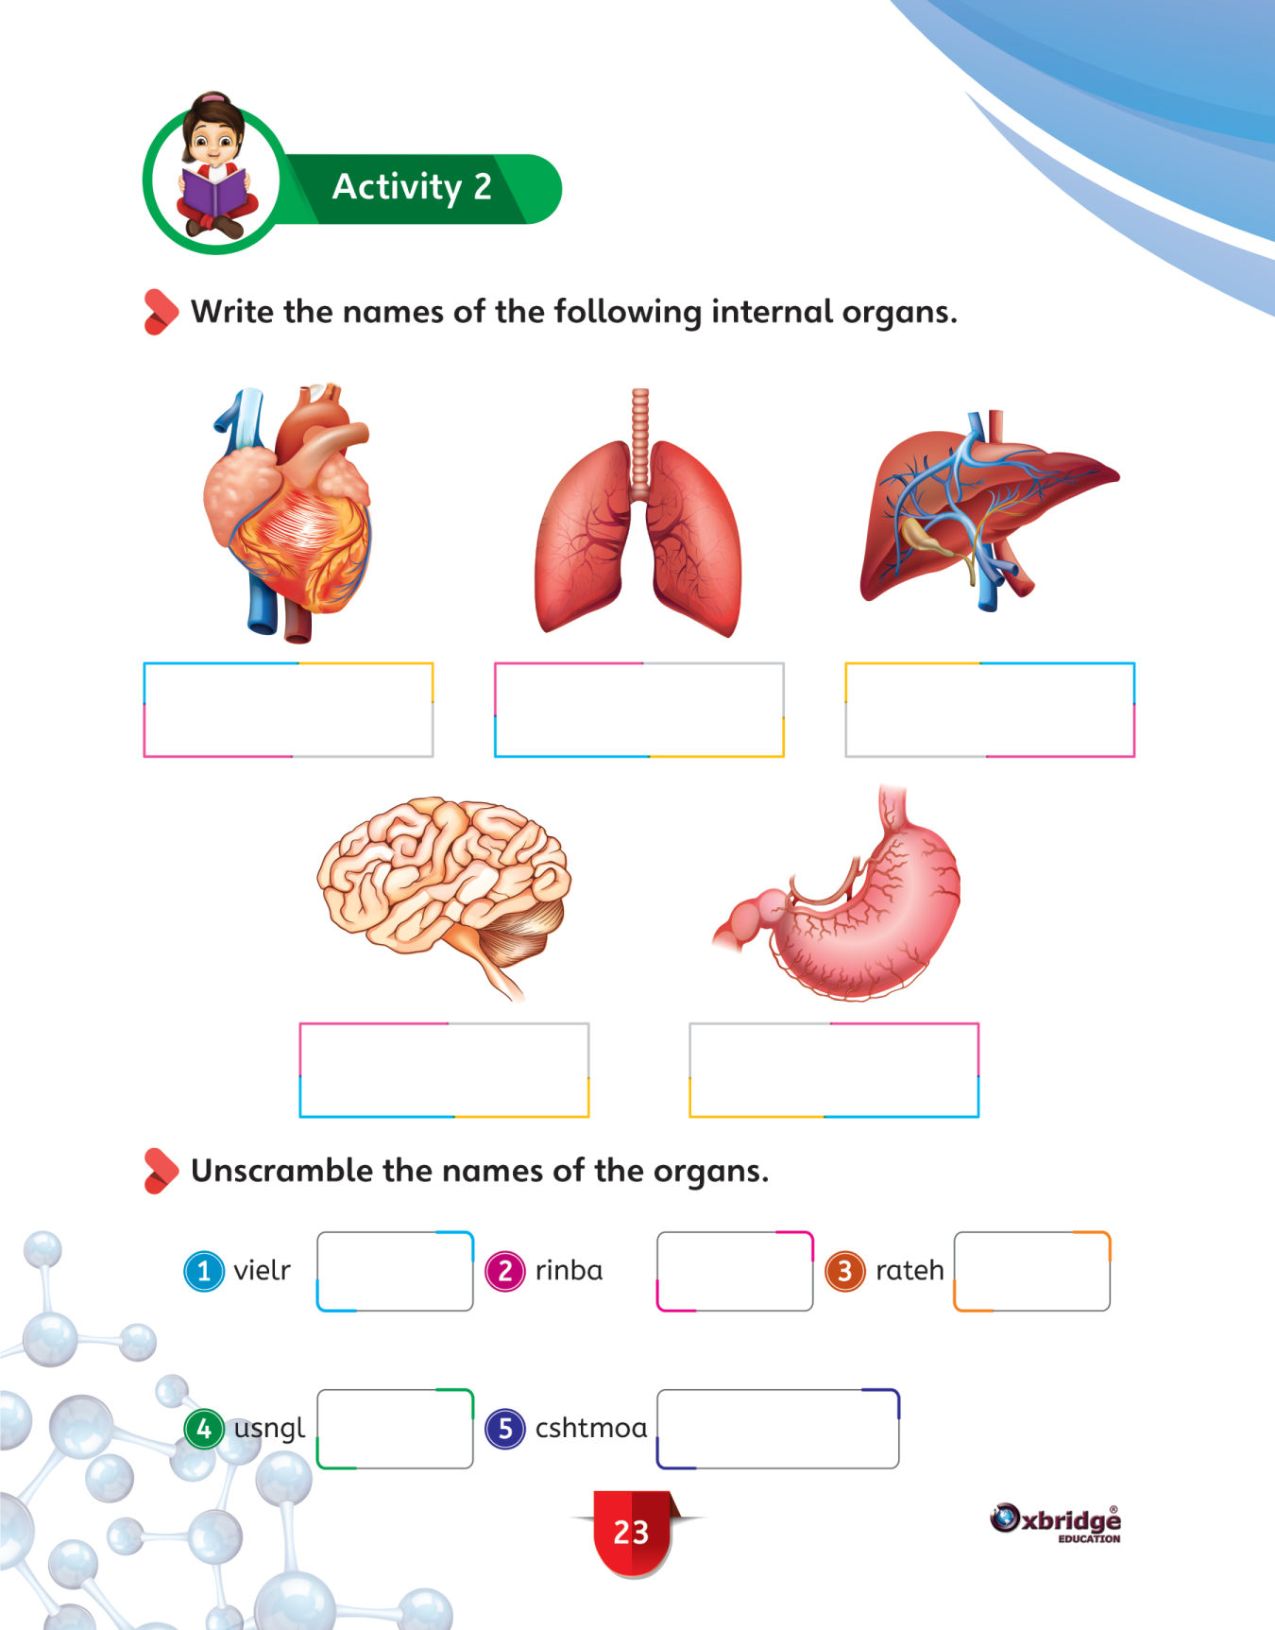 Activity 2
Write the names of the following internal organs.
Unscramble the names of the organs.
1 vielr
2 rinba
3 rateh
4 usngl
5 cshtmoa
23
Oxbridge®
EDUCATION